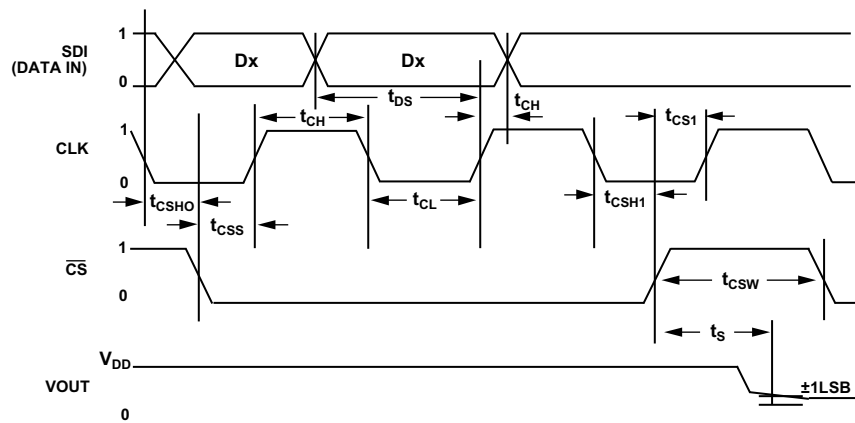 SDI
(DATA IN)
1
0
Dx
Dx
tDS
tCH
tCH
tCS1
CLK
1
0
tCSHO
tCSS
tCL
tCSH1
CS
1
0
tCSW
tS
VOUT
VDD
0
±1LSB